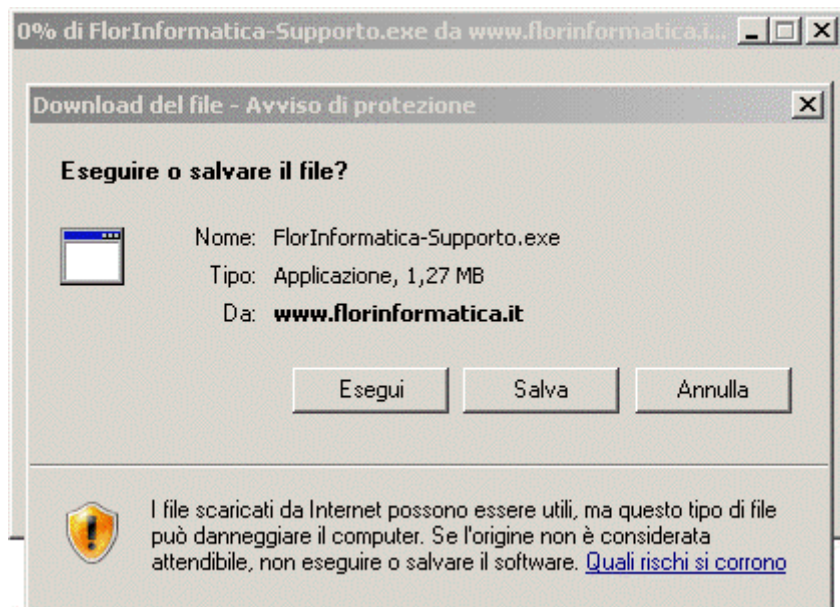 0% di FlorInformatica-Supporto.exe da www.florinformatica.i...
Download del file - Avviso di protezione
Eseguire o salvare il file?
Nome: FlorInformatica-Supporto.exe
Tipo: Applicazione, 1,27 MB
Da: www.florinformatica.it
Esegui Salva Annulla
I file scaricati da Internet possono essere utili, ma questo tipo di file
può danneggiare il computer. Se l'origine non è considerata
attendibile, non eseguire o salvare il software. Quali rischi si corrono